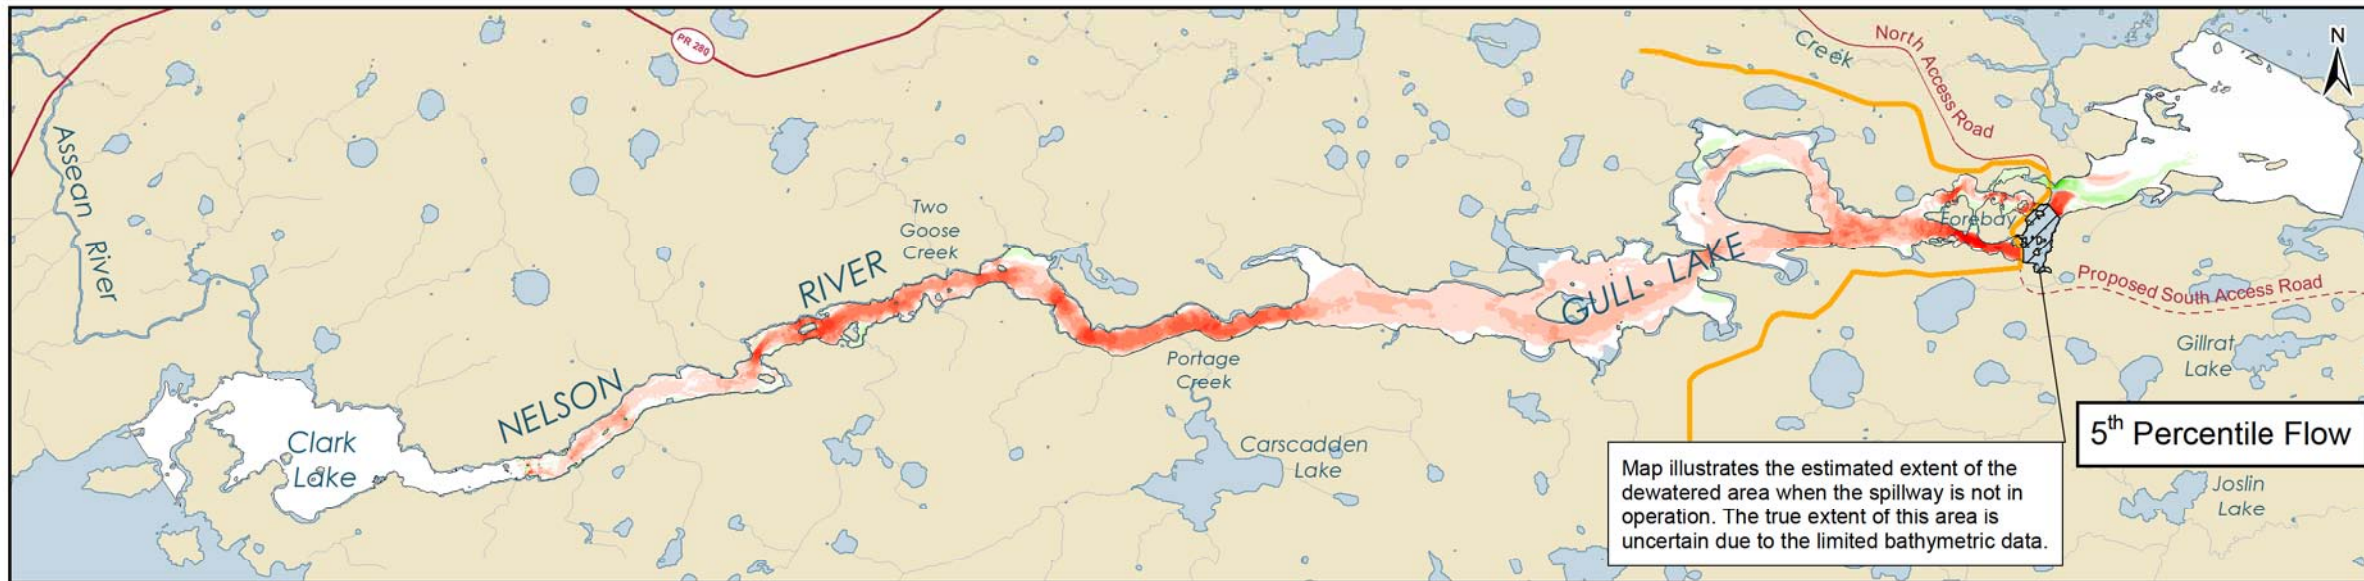 PR 280
Creek
North Access Road
N
Assean River
Two
Goose
Creek
Forebay
RIVER
GULL LAKE
Proposed South Access Road
NELSON
Portage
Creek
Gillrat
Lake
Clark
Lake
Carscadden
Lake
5th Percentile Flow
Map illustrates the estimated extent of the
dewatered area when the spillway is not in
operation. The true extent of this area is
uncertain due to the limited bathymetric data.
Joslin
Lake